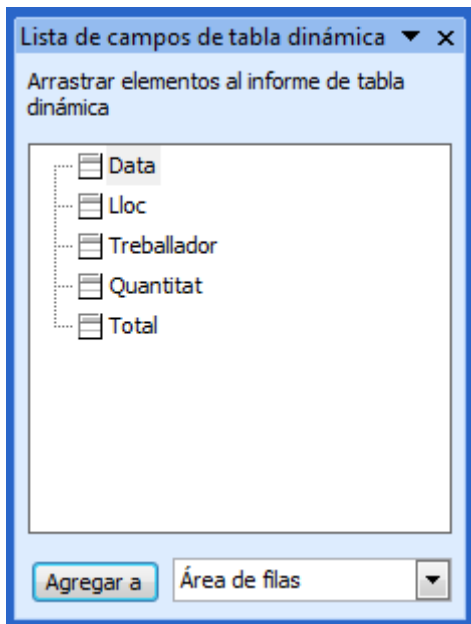 Lista de campos de tabla dinámica
Arrastrar elementos al informe de tabla
dinámica
Data
Lloc
Treballador
Quantitat
Total
Agregar a
Área de filas